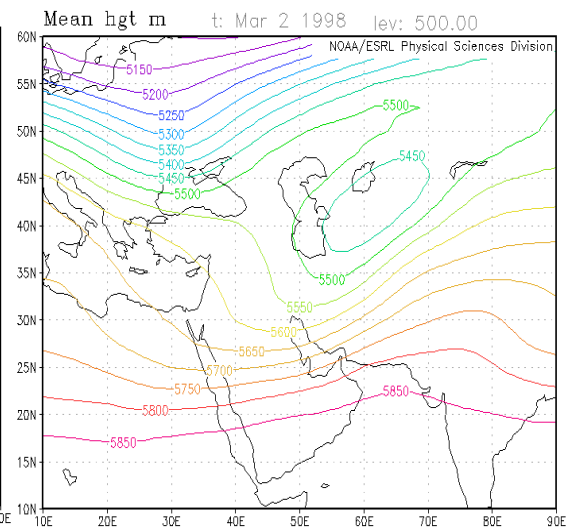 Mean hgt m t: Mar 2 1998 lev: 500.00
NOAA/ESRL Physical Sciences Division
60N
55N
50N
45N
40N
35N
30N
25N
20N
15N
10N
5150
5200
5250
5300
5350
5400
5450
5500
5500
5450
5500
5550
5600
5650
5700
5750
5800
5850
5850
0E 10E 20E 30E 40E 50E 60E 70E 80E 90E